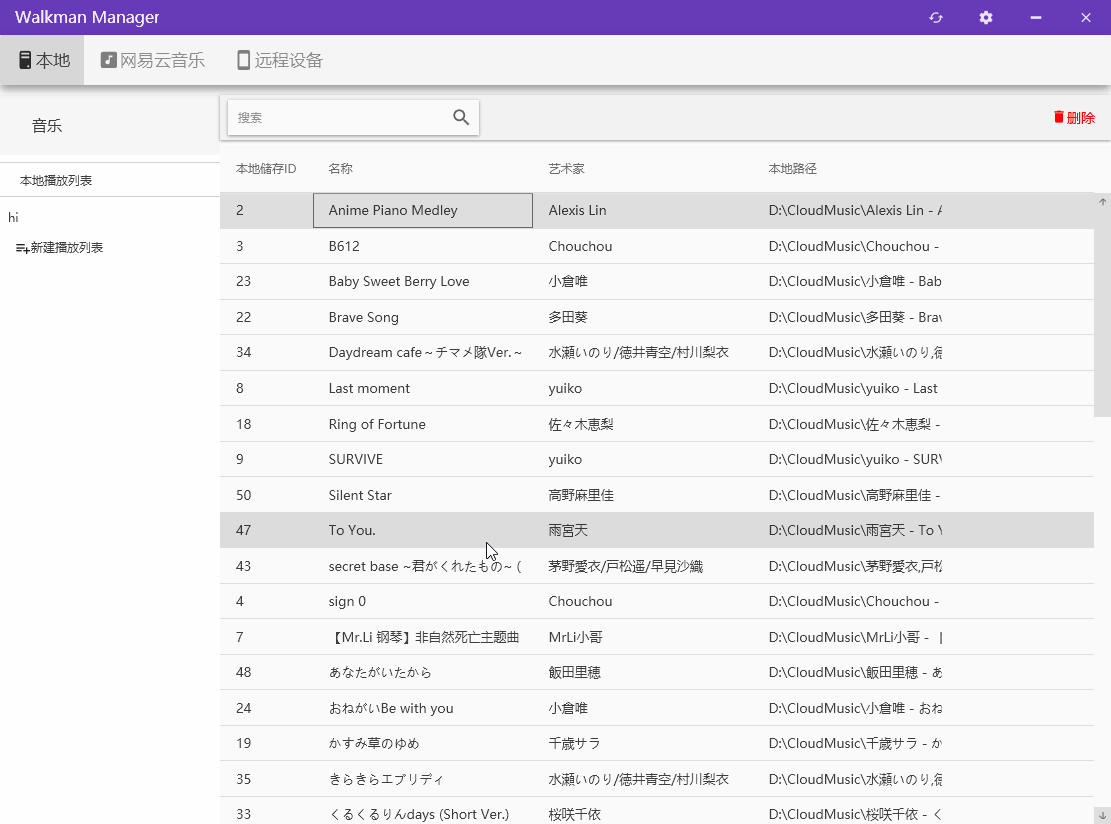 Walkman Manager
本地 网易云音乐 远程设备
音乐
搜索
删除
本地播放列表
hi
新建播放列表
本地储存ID 名称 艺术家 本地路径
2 Anime Piano Medley Alexis Lin D:\CloudMusic\Alexis Lin - A
3 B612 Chouchou D:\CloudMusic\Chouchou -
23 Baby Sweet Berry Love 小倉唯 D:\CloudMusic\小倉唯 - Bab
22 Brave Song 多田葵 D:\CloudMusic\多田葵 - Brav
34 Daydream cafe～チマメ隊Ver.～ 水瀬いのり/徳井青空/村川梨衣 D:\CloudMusic\水瀬いのり,徳
8 Last moment yuiko D:\CloudMusic\yuiko - Last
18 Ring of Fortune 佐々木恵梨 D:\CloudMusic\佐々木恵梨 -
9 SURVIVE yuiko D:\CloudMusic\yuiko - SURV
50 Silent Star 高野麻里佳 D:\CloudMusic\高野麻里佳 -
47 To You. 雨宮天 D:\CloudMusic\雨宮天 - To Y
43 secret base ~君がくれたもの~ ( 茅野愛衣/戸松遥/早見沙織 D:\CloudMusic\茅野愛衣,戸松
4 sign 0 Chouchou D:\CloudMusic\Chouchou -
7 【Mr.Li 钢琴】非自然死亡主题曲 MrLi小哥 D:\CloudMusic\MrLi小哥 -
48 あなたがいたから 飯田里穂 D:\CloudMusic\飯田里穂 - あ
24 おねがいBe with you 小倉唯 D:\CloudMusic\小倉唯 - おね
19 かすみ草のゆめ 千歳サラ D:\CloudMusic\千歳サラ - か
35 きらきらエブリディ 水瀬いのり/徳井青空/村川梨衣 D:\CloudMusic\水瀬いのり,徳
33 くるくるりんdays (Short Ver.) 桜咲千依 D:\CloudMusic\桜咲千依 - く